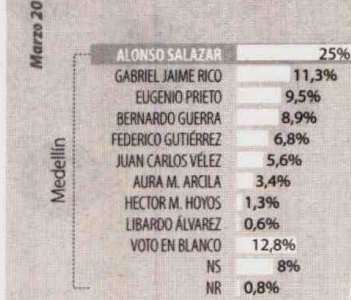 Marzo 20
Medellín
ALONSO SALAZAR 25%
GABRIEL JAIME RICO 11,3%
EUGENIO PRIETO 9,5%
BERNARDO GUERRA 8,9%
FEDERICO GUTIÉRREZ 6,8%
JUAN CARLOS VÉLEZ 5,6%
AURA M. ARCILA 3,4%
HECTOR M. HOYOS 1,3%
LIBARDO ÁLVAREZ 0,6%
VOTO EN BLANCO 12,8%
NS 8%
NR 0,8%